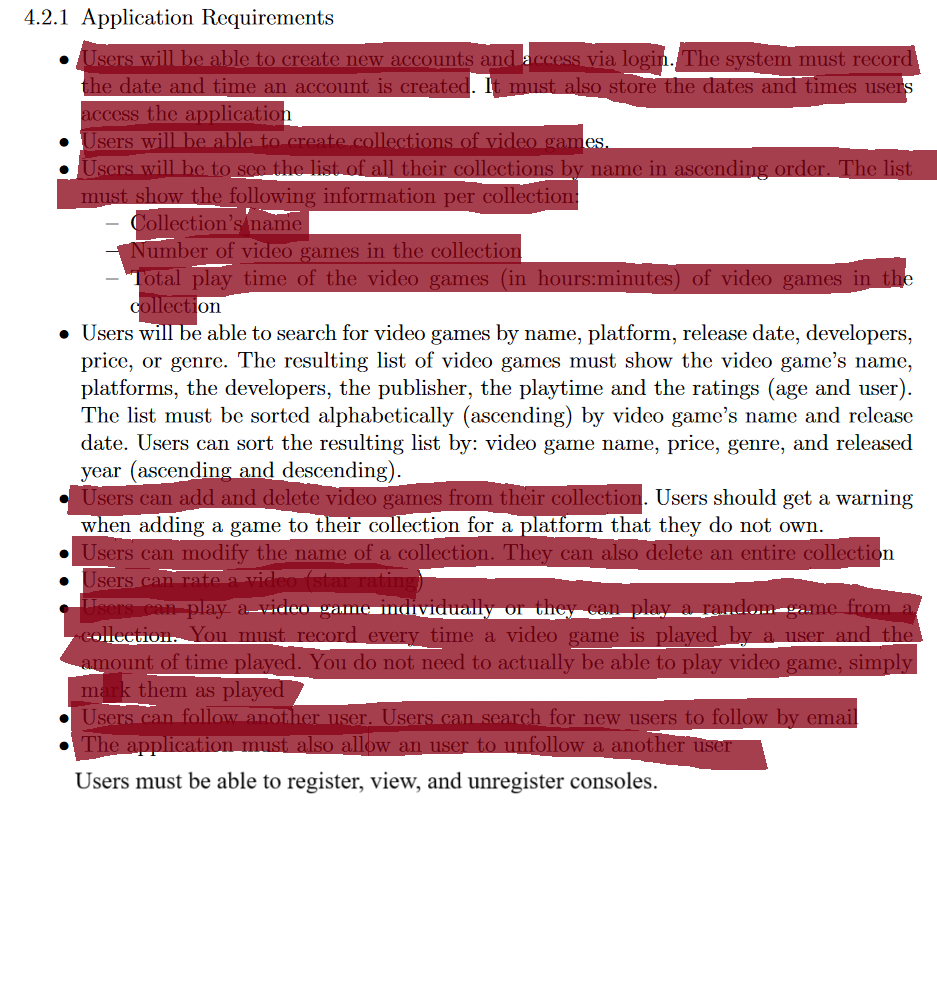 4.2.1 Application Requirements
• Users will be able to create new accounts and access via login. The system must record
the date and time an account is created. It must also store the dates and times users
access the application
• Users will be able to create collections of video games.
• Users will be to see the list of all their collections by name in ascending order. The list
must show the following information per collection:
– Collection's name
– Number of video games in the collection
– Total play time of the video games (in hours:minutes) of video games in the
collection
• Users will be able to search for video games by name, platform, release date, developers,
price, or genre. The resulting list of video games must show the video game's name,
platforms, the developers, the publisher, the playtime and the ratings (age and user).
The list must be sorted alphabetically (ascending) by video game's name and release
date. Users can sort the resulting list by: video game name, price, genre, and released
year (ascending and descending).
• Users can add and delete video games from their collection. Users should get a warning
when adding a game to their collection for a platform that they do not own.
• Users can modify the name of a collection. They can also delete an entire collection
• Users can rate a video (star rating)
• Users can play a video game individually or they can play a random game from a
collection. You must record every time a video game is played by a user and the
amount of time played. You do not need to actually be able to play video game, simply
mark them as played
• Users can follow another user. Users can search for new users to follow by email
• The application must also allow an user to unfollow a another user
Users must be able to register, view, and unregister consoles.